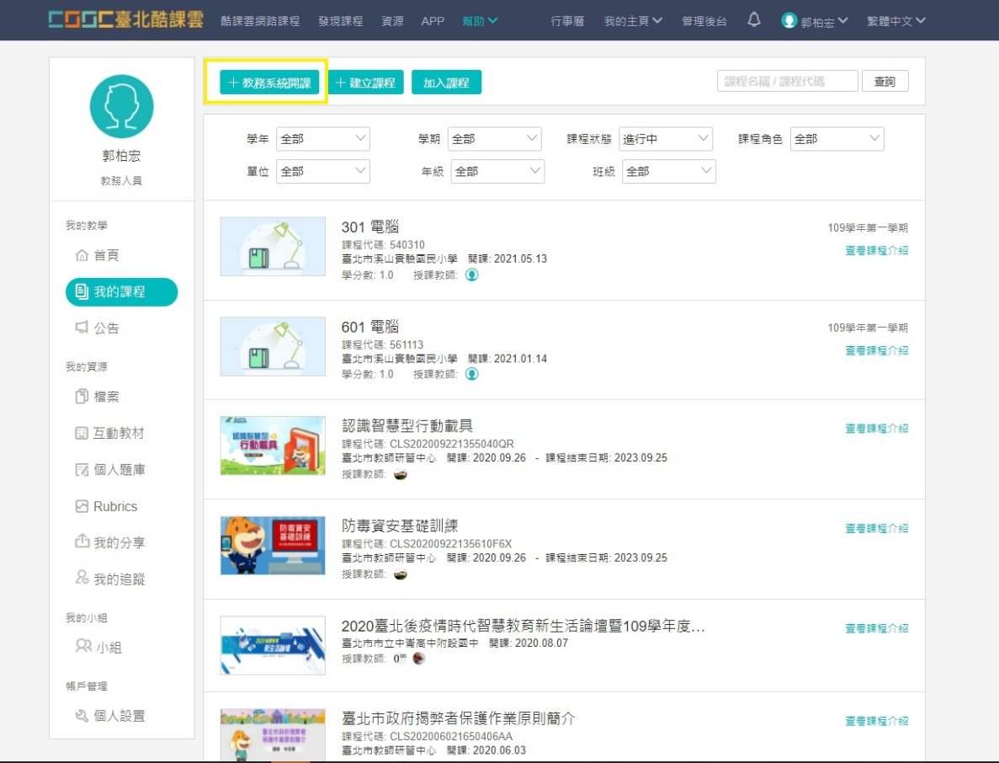 COOC臺北酷課雲 酷課雲網路課程 發現課程 資源 APP 幫助 行事曆 我的主頁 管理後台 郭柏宏 繁體中文
郭柏宏
教務人員
我的教學
首頁
我的課程
公告
我的資源
檔案
互動教材
個人題庫
Rubrics
我的分享
我的追蹤
我的小組
小組
帳戶管理
個人設置
＋教務系統開課 ＋建立課程 加入課程 課程名稱 / 課程代碼 查詢
學年 全部 學期 全部 課程狀態 進行中 課程角色 全部
單位 全部 年級 全部 班級 全部
301 電腦
109學年第一學期
課程代碼: 540310
查看課程介紹
臺北市溪山實驗國民小學 開課: 2021.05.13
學分數: 1.0 授課教師:
601 電腦
109學年第一學期
課程代碼: 561113
查看課程介紹
臺北市溪山實驗國民小學 開課: 2021.01.14
學分數: 1.0 授課教師:
認識智慧型
行動載具
認識智慧型行動載具
查看課程介紹
課程代碼: CLS202009221355040QR
臺北市教師研習中心 開課: 2020.09.26 - 課程結束日期: 2023.09.25
授課教師:
防毒資安
基礎訓練
防毒資安基礎訓練
查看課程介紹
課程代碼: CLS20200922135610F6X
臺北市教師研習中心 開課: 2020.09.26 - 課程結束日期: 2023.09.25
授課教師:
新生活論壇
2020臺北後疫情時代智慧教育新生活論壇暨109學年度...
查看課程介紹
臺北市市立中崙高中附設國中 開課: 2020.08.07
授課教師:
臺北市政府揭弊者
保護作業原則簡介
臺北市政府揭弊者保護作業原則簡介
查看課程介紹
課程代碼: CLS202006021650406AA
臺北市教師研習中心 開課: 2020.06.03